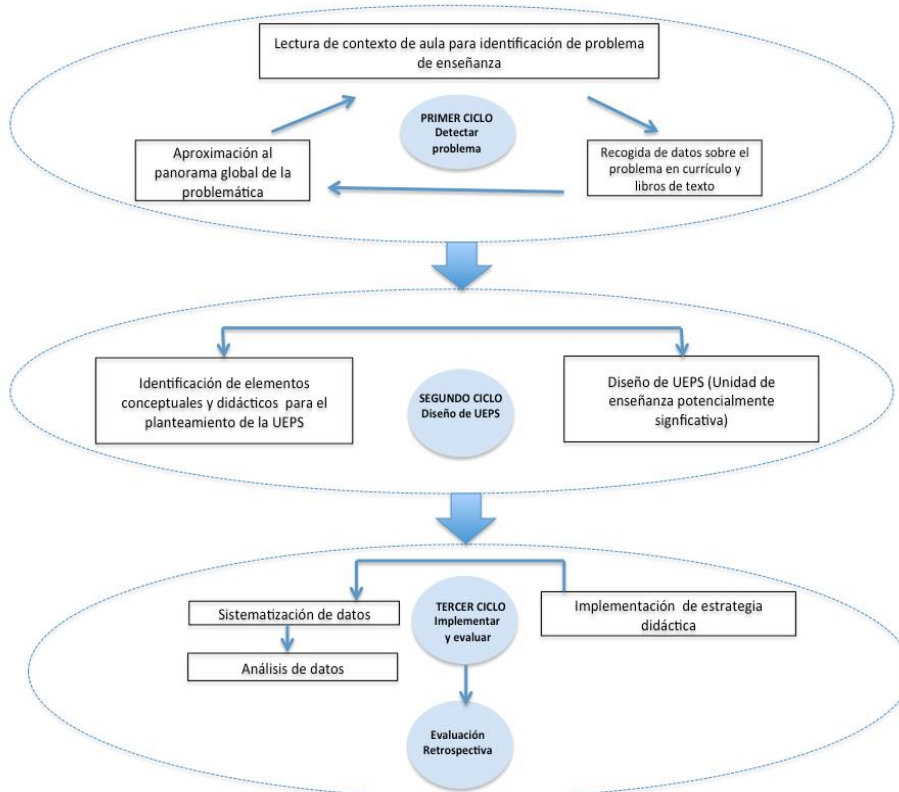 Lectura de contexto de aula para identificación de problema
de enseñanza
PRIMER CICLO
Detectar
problema
Aproximación al
panorama global de la
problemática
Recogida de datos sobre el
problema en currículo y
libros de texto
Identificación de elementos
conceptuales y didácticos para el
planteamiento de la UEPS
SEGUNDO CICLO
Diseño de UEPS
Diseño de UEPS (Unidad de
enseñanza potencialmente
signficativa)
Sistematización de datos
Análisis de datos
TERCER CICLO
Implementar
y evaluar
Implementación de estrategia
didáctica
Evaluación
Retrospectiva